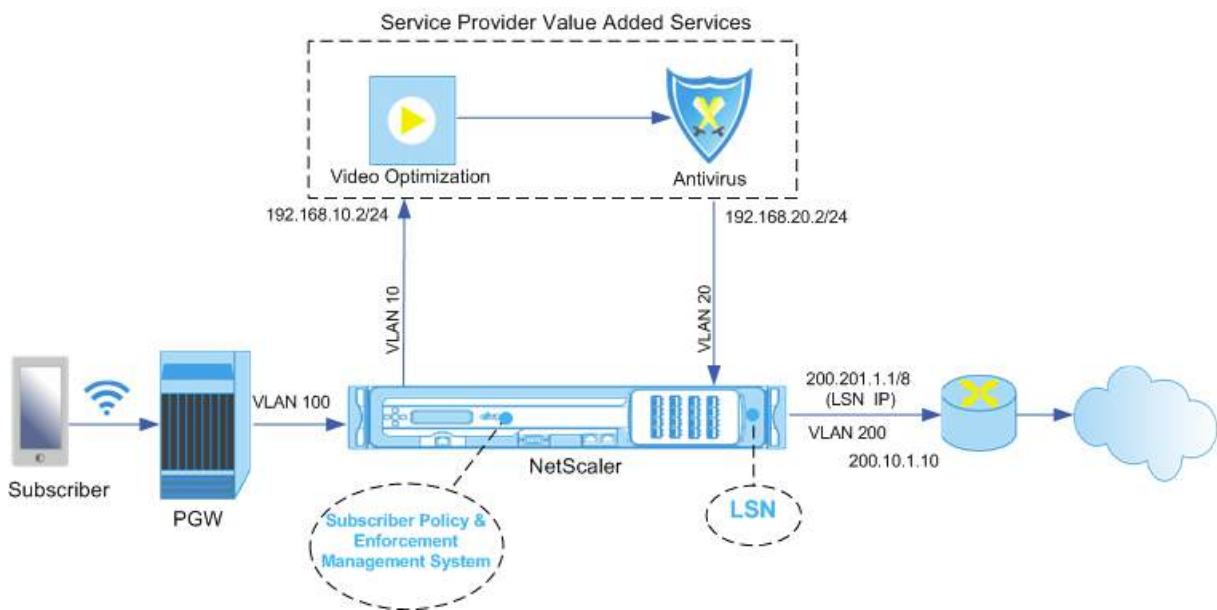 Service Provider Value Added Services
Video Optimization
Antivirus
192.168.10.2/24
192.168.20.2/24
VLAN 10
VLAN 20
VLAN 100
200.201.1.1/8
(LSN IP)
VLAN 200
200.10.1.10
Subscriber
PGW
NetScaler
Subscriber Policy &
Enforcement
Management System
LSN